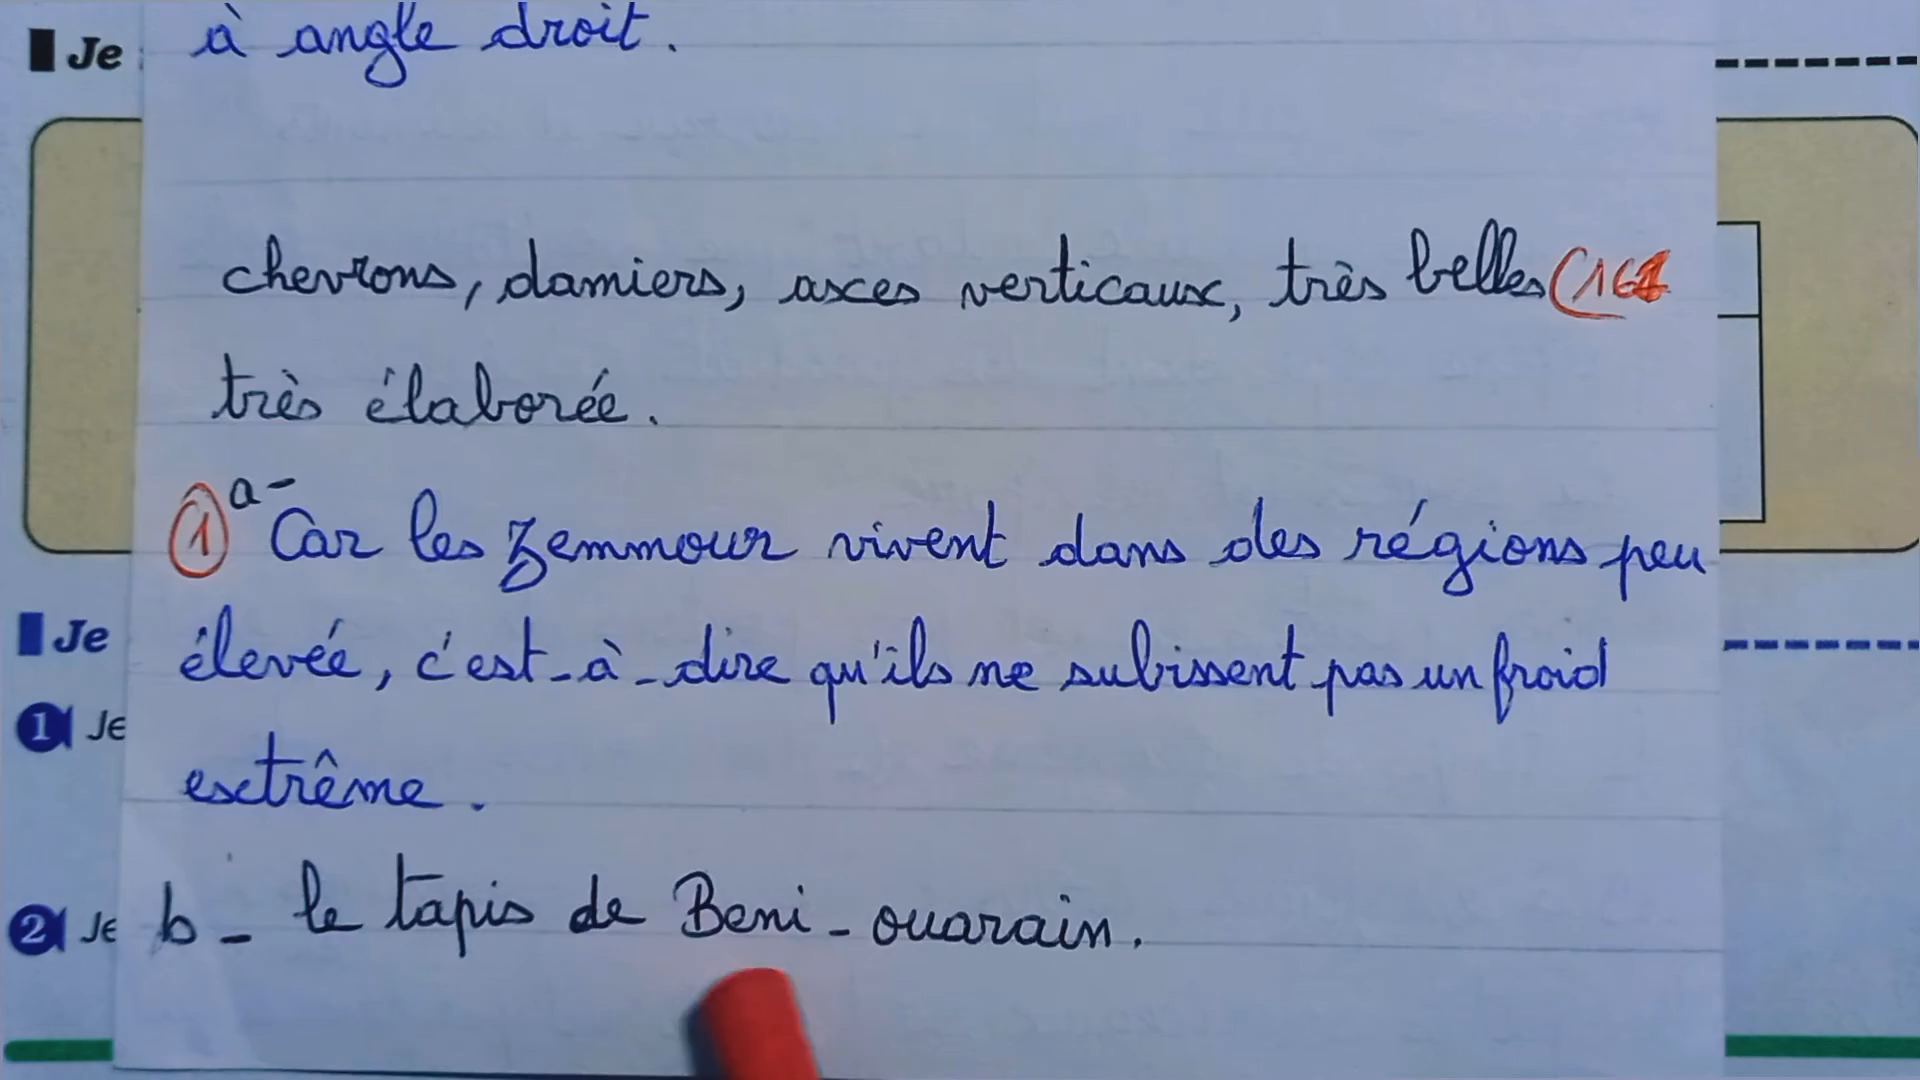 à angle droit.
Je
chevrons, damiers, axes verticaux, très belles (161
très élaborée.
1 a- Car les Zemmour vivent dans des régions peu
élevée, c'est-à-dire qu'ils ne subissent pas un froid
Je
1 Je
extrême.
2 Je
b- le tapis de Beni-ouarain.